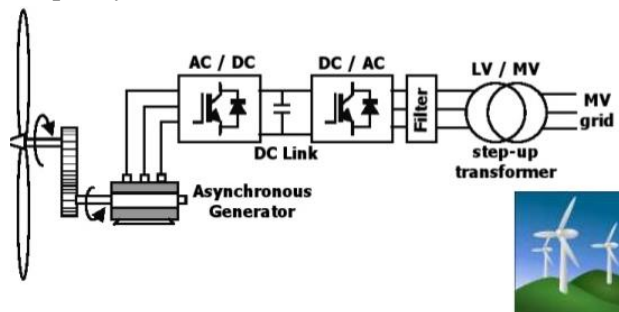 AC / DC
DC / AC
LV / MV
MV
grid
Filter
DC Link
step-up
transformer
Asynchronous
Generator